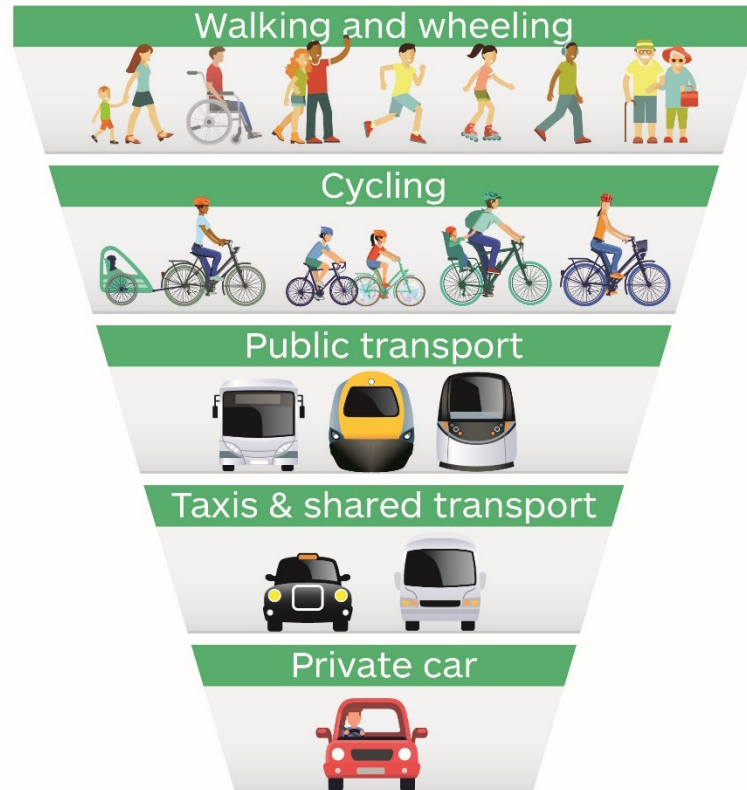 Walking and wheeling
Cycling
Public transport
Taxis & shared transport
Private car